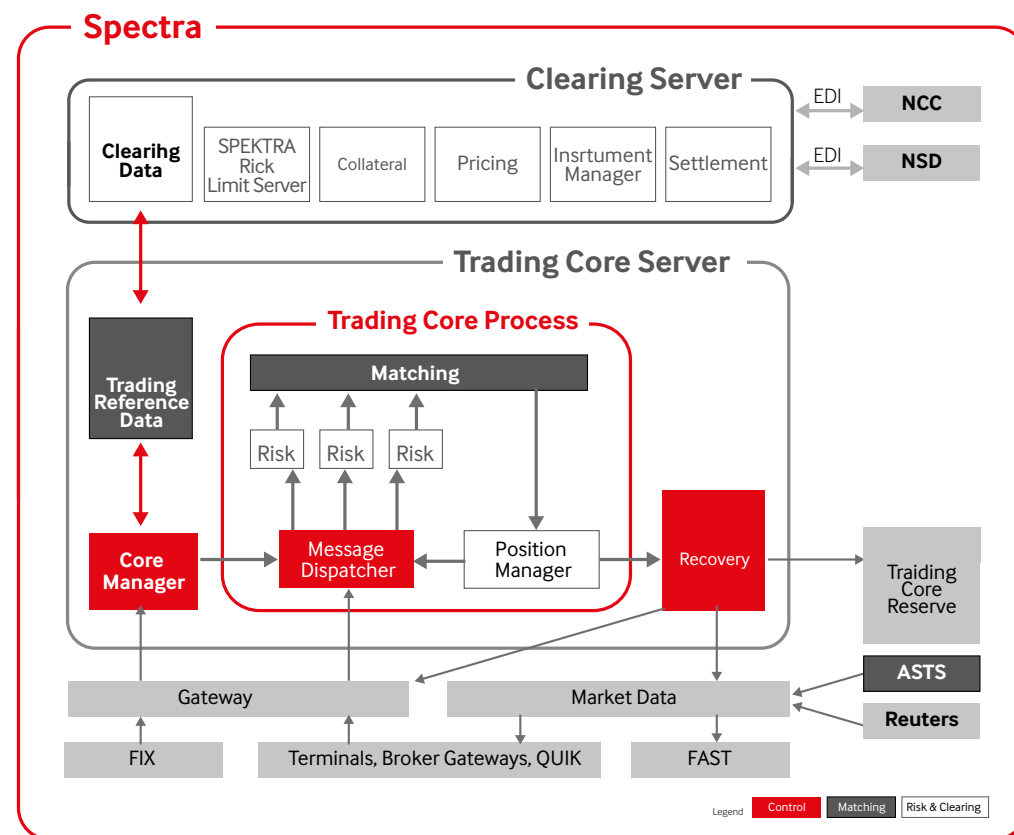 Spectra
Clearing Server
Clearihg
Data
SPEKTRA
Rick
Limit Server
Collateral
Pricing
Insrtument
Manager
Settlement
EDI
NCC
EDI
NSD
Trading Core Server
Trading Core Process
Trading
Reference
Data
Matching
Risk
Risk
Risk
Core
Manager
Message
Dispatcher
Position
Manager
Recovery
Traiding
Core
Reserve
Gateway
Market Data
ASTS
Reuters
FIX
Terminals, Broker Gateways, QUIK
FAST
Legend
Control
Matching
Risk & Clearing